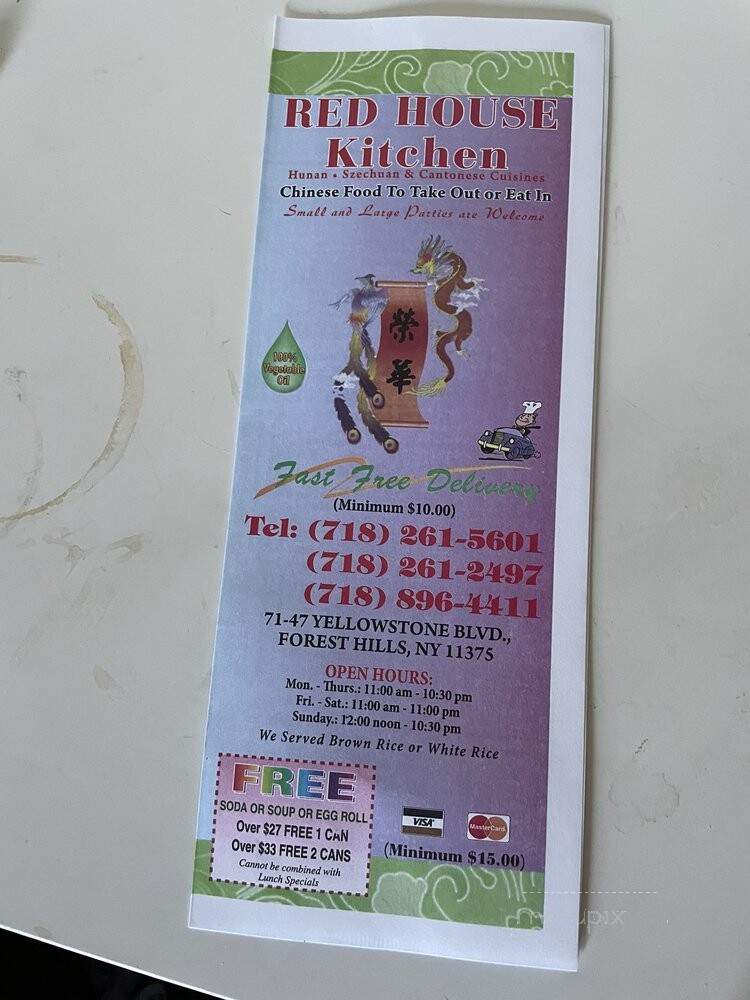 RED HOUSE
Kitchen
Hunan • Szechuan & Cantonese Cuisines
Chinese Food To Take Out or Eat In
Small and Large Parties are Welcome
榮
華
100%
Vegetable
Oil
Fast Free Delivery
(Minimum $10.00)
Tel: (718) 261-5601
(718) 261-2497
(718) 896-4411
71-47 YELLOWSTONE BLVD.,
FOREST HILLS, NY 11375
OPEN HOURS:
Mon. - Thurs.: 11:00 am - 10:30 pm
Fri. - Sat.: 11:00 am - 11:00 pm
Sunday.: 12:00 noon - 10:30 pm
We Served Brown Rice or White Rice
FREE
SODA OR SOUP OR EGG ROLL
Over $27 FREE 1 CAN
Over $33 FREE 2 CANS
Cannot be combined with
Lunch Specials
VISA
MasterCard
(Minimum $15.00)